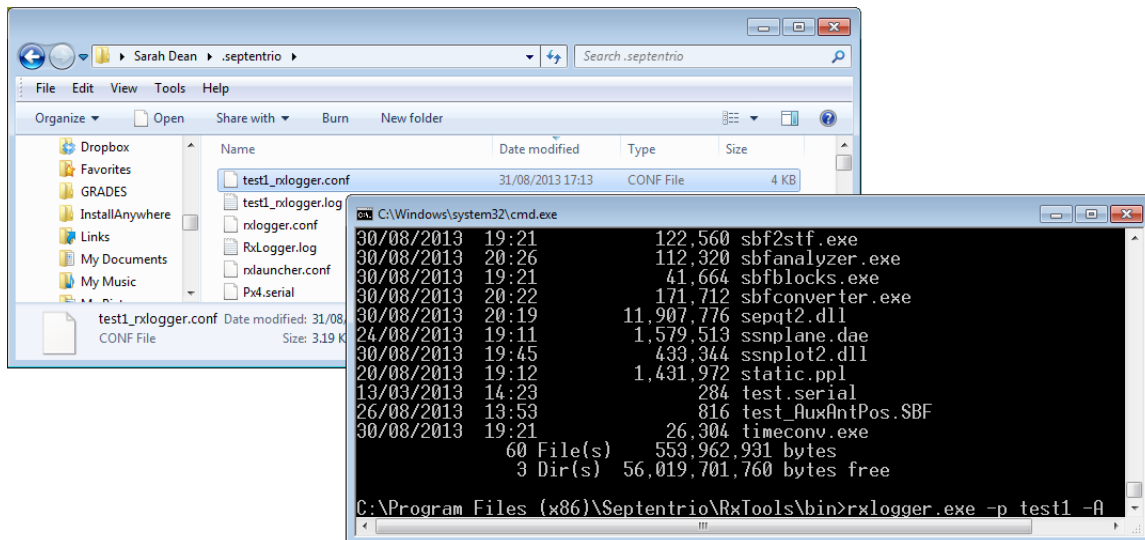 Sarah Dean .septentrio
Search .septentrio
File Edit View Tools Help
Organize Open Share with Burn New folder
Dropbox
Favorites
GRADES
InstallAnywhere
Links
My Documents
My Music
Name Date modified Type Size
test1_rxlogger.conf 31/08/2013 17:13 CONF File 4 KB
test1_rxlogger.log
rxlogger.conf
RxLogger.log
rxlauncher.conf
Px4.serial
test1_rxlogger.conf Date modified: 31/08/
CONF File Size: 3.19 K
C:\Windows\system32\cmd.exe
30/08/2013 19:21 122,560 sbf2stf.exe
30/08/2013 20:26 112,320 sbfanalyzer.exe
30/08/2013 19:21 41,664 sbfblocks.exe
30/08/2013 20:22 171,712 sbfconverter.exe
30/08/2013 20:19 11,907,776 sepqt2.dll
24/08/2013 19:11 1,579,513 ssnplane.dae
30/08/2013 19:45 433,344 ssnplot2.dll
20/08/2013 19:12 1,431,972 static.ppl
13/03/2013 14:23 284 test.serial
26/08/2013 13:53 816 test_AuxAntPos.SBF
30/08/2013 19:21 26,304 timeconv.exe
60 File(s) 553,962,931 bytes
3 Dir(s) 56,019,701,760 bytes free
C:\Program Files (x86)\Septentrio\RxTools\bin>rxlogger.exe -p test1 -A